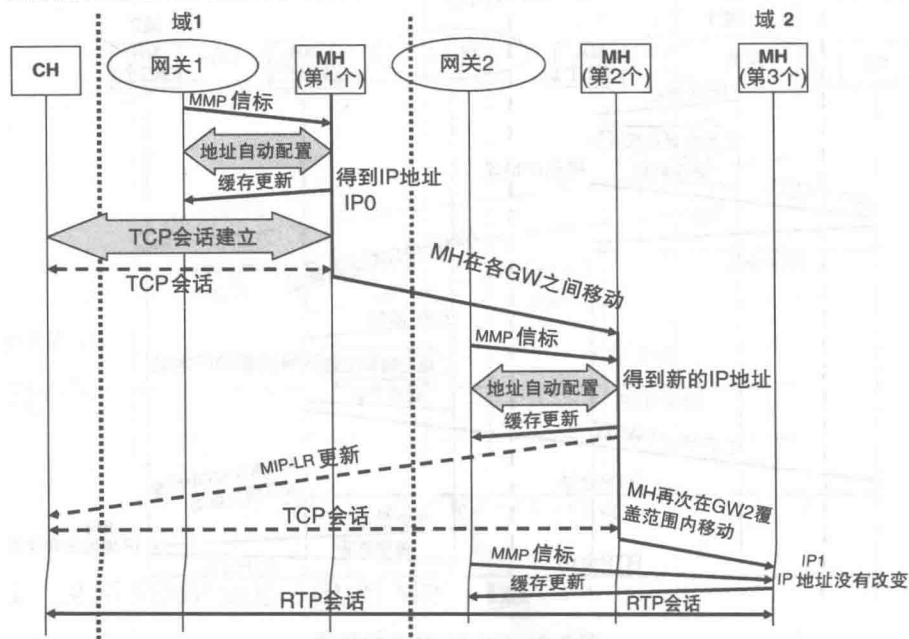 域1
域 2
CH
网关1
MH
(第1个)
网关2
MH
(第2个)
MH
(第3个)
MMP 信标
地址自动配置
缓存更新
得到IP地址
IP0
TCP会话建立
TCP会话
MH在各GW之间移动
MMP 信标
地址自动配置
得到新的IP地址
缓存更新
MIP-LR 更新
TCP会话
MH再次在GW2覆
盖范围内移动
MMP 信标
IP1
IP 地址没有改变
缓存更新
RTP会话
RTP会话